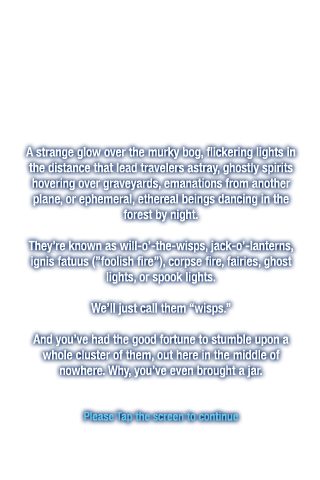 A strange glow over the murky bog, flickering lights in
the distance that lead travelers astray, ghostly spirits
hovering over graveyards, emanations from another
plane, or ephemeral, ethereal beings dancing in the
forest by night.
They're known as will-o'-the-wisps, jack-o'-lanterns,
ignis fatuus ("foolish fire"), corpse fire, fairies, ghost
lights, or spook lights.
We'll just call them “wisps.”
And you've had the good fortune to stumble upon a
whole cluster of them, out here in the middle of
nowhere. Why, you've even brought a jar.
Please Tap the screen to continue